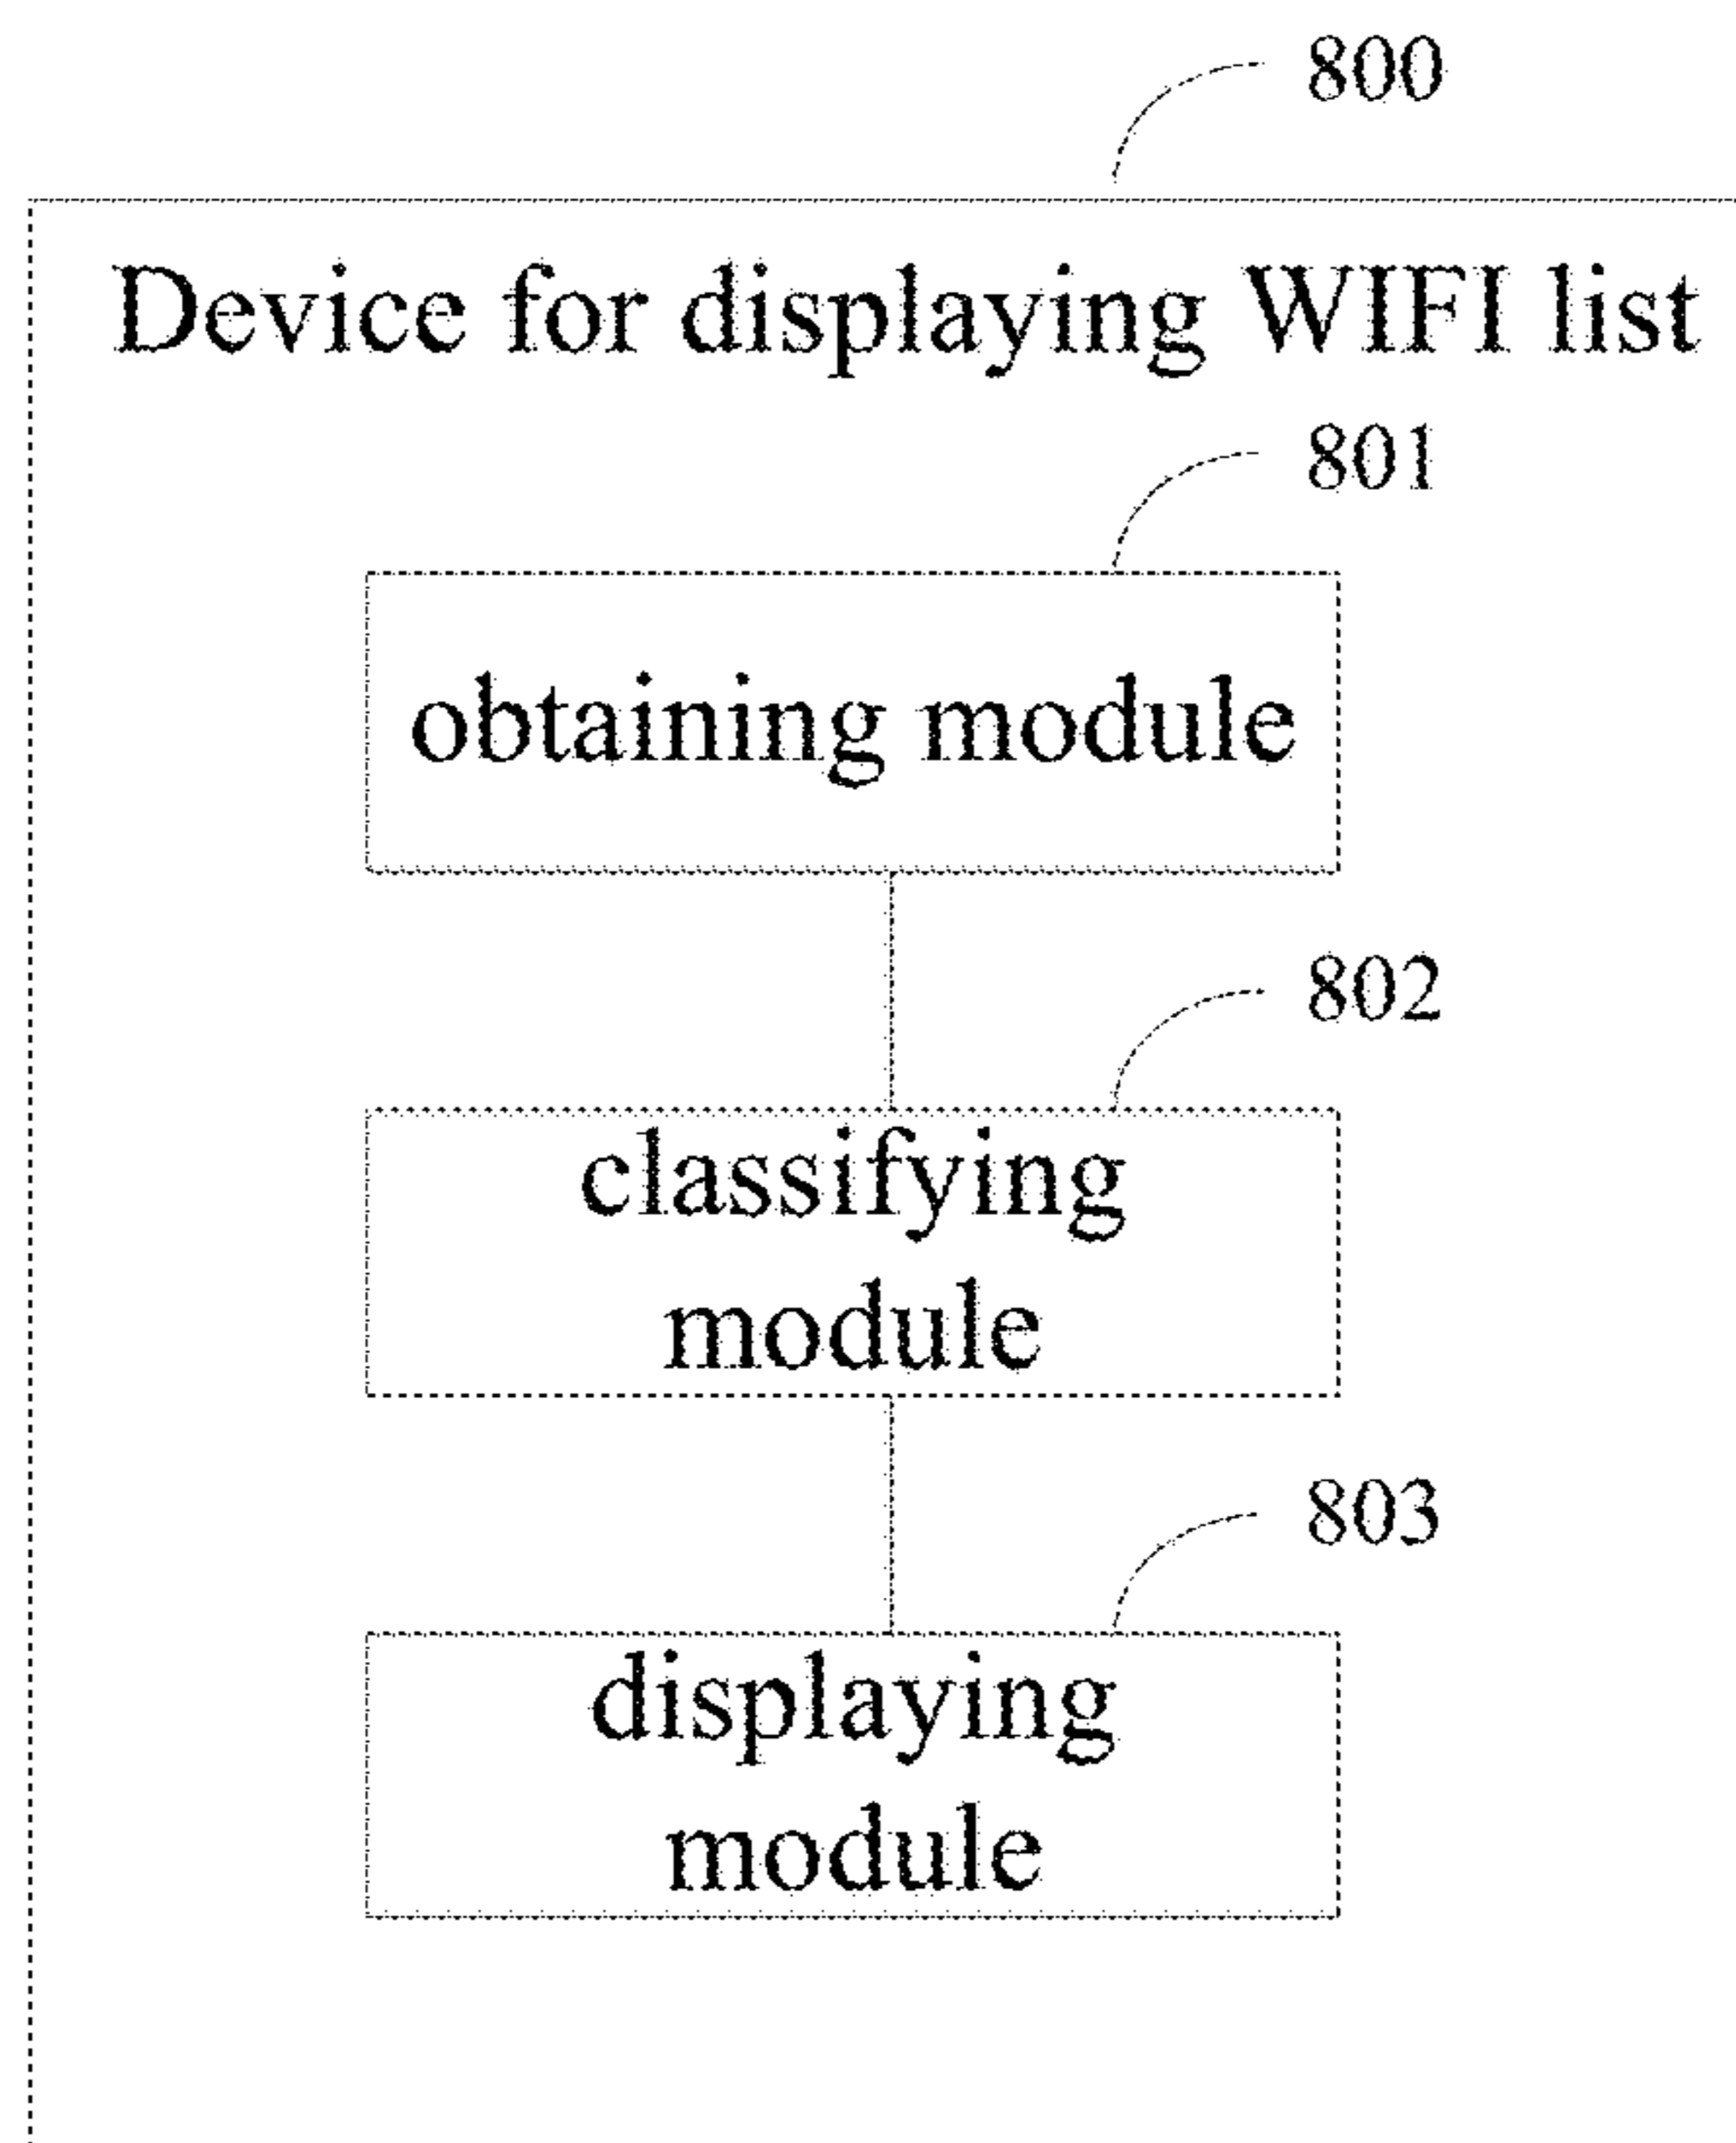 800
Device for displaying WIFI list
801
obtaining module
802
classifying
module
803
displaying
module